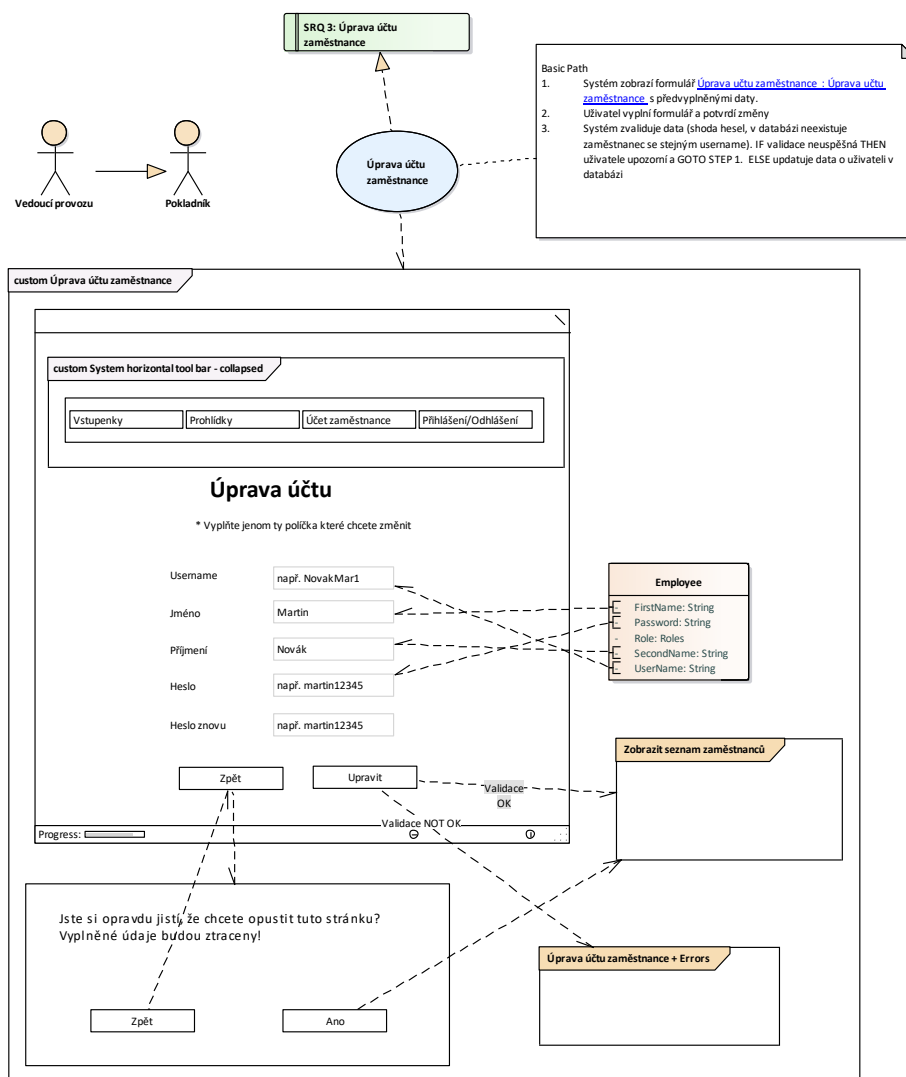 SRQ 3: Úprava účtu
zaměstnance
Basic Path
1. Systém zobrazí formulář Úprava učtu zaměstnance : Úprava učtu
zaměstnance s předvyplněnými daty.
2. Uživatel vyplní formulář a potvrdí změny
3. Systém zvaliduje data (shoda hesel, v databázi neexistuje
zaměstnanec se stejným username). IF validace neuspěšná THEN
uživatele upozorní a GOTO STEP 1. ELSE updatuje data o uživateli v
databázi
Úprava účtu
zaměstnance
Vedoucí provozu
Pokladník
custom Úprava účtu zaměstnance
custom System horizontal tool bar - collapsed
Vstupenky
Prohlídky
Účet zaměstnance
Přihlášení/Odhlášení
Úprava účtu
* Vyplňte jenom ty políčka které chcete změnit
Username
např. NovakMar1
Jméno
Martin
Příjmení
Novák
Heslo
např. martin12345
Heslo znovu
např. martin12345
Employee
- FirstName: String
- Password: String
- Role: Roles
- SecondName: String
- UserName: String
Zpět
Upravit
Validace
OK
Validace NOT OK
Progress:
Zobrazit seznam zaměstnanců
Jste si opravdu jistí, že chcete opustit tuto stránku?
Vyplněné údaje budou ztraceny!
Zpět
Ano
Úprava účtu zaměstnance + Errors